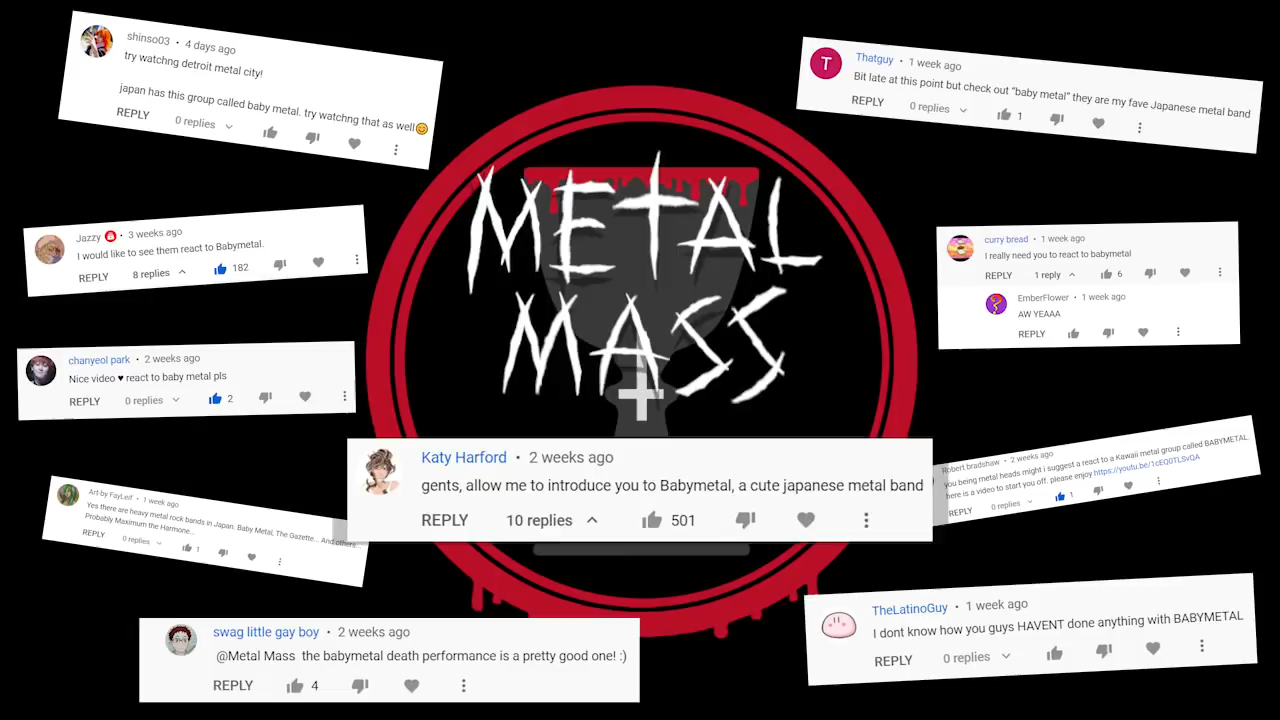 shinso03 • 4 days ago
try watchng detroit metal city!
japan has this group called baby metal. try watchng that as well😊
REPLY 0 replies
T
Thatguy • 1 week ago
Bit late at this point but check out “baby metal” they are my fave Japanese metal band
REPLY 0 replies 1
METAL
MASS
Jazzy • 3 weeks ago
I would like to see them react to Babymetal.
REPLY 8 replies 182
curry bread • 1 week ago
I really need you to react to babymetal
REPLY 1 reply 6
EmberFlower • 1 week ago
AW YEAAA
REPLY
chanyeol park • 2 weeks ago
Nice video ♥ react to baby metal pls
REPLY 0 replies 2
Katy Harford • 2 weeks ago
gents, allow me to introduce you to Babymetal, a cute japanese metal band
REPLY 10 replies 501
Robert bradshaw • 2 weeks ago
you being metal heads might i suggest a react to a Kawaii metal group called BABYMETAL.
here is a video to start you off. please enjoy https://youtu.be/1cEQ0TLSvQA
REPLY 0 replies 1
Art by FayLeif • 1 week ago
Yes there are heavy metal rock bands in Japan. Baby Metal, The Gazette... And others...
Probably Maximum the Harmone...
REPLY 0 replies 1
swag little gay boy • 2 weeks ago
@Metal Mass the babymetal death performance is a pretty good one! :)
REPLY 4
TheLatinoGuy • 1 week ago
I dont know how you guys HAVENT done anything with BABYMETAL
REPLY 0 replies